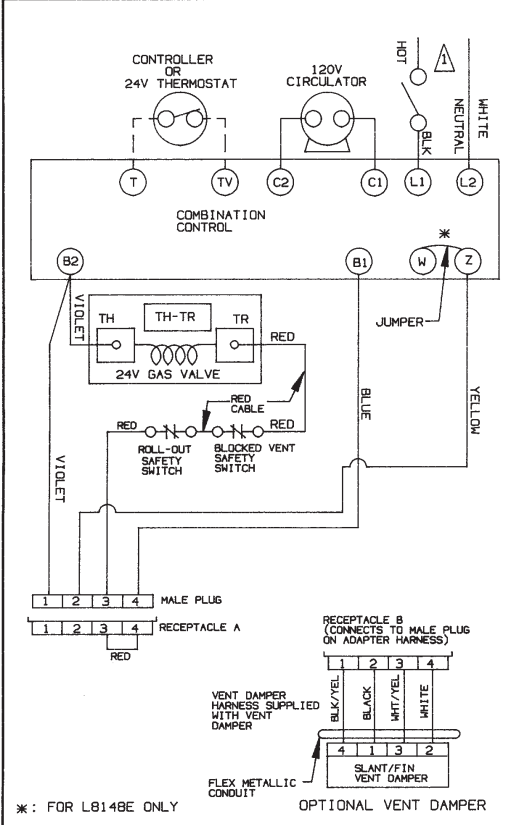 CONTROLLER
OR
24V THERMOSTAT
120V
CIRCULATOR
HOT
1
BLK
NEUTRAL
WHITE
T
TV
C2
C1
L1
L2
COMBINATION
CONTROL
*
B2
B1
W
Z
JUMPER
VIOLET
TH
TH-TR
TR
RED
24V GAS VALVE
RED
CABLE
BLUE
YELLOW
RED
RED
ROLL-OUT
SAFETY
SWITCH
BLOCKED VENT
SAFETY
SWITCH
VIOLET
1 2 3 4 MALE PLUG
1 2 3 4 RECEPTACLE A
RED
RECEPTACLE B
(CONNECTS TO MALE PLUG
ON ADAPTER HARNESS)
1 2 3 4
BLK/YEL
BLACK
WHT/YEL
WHITE
VENT DAMPER
HARNESS SUPPLIED
WITH VENT
DAMPER
4 1 3 2
SLANT/FIN
VENT DAMPER
FLEX METALLIC
CONDUIT
*: FOR L8148E ONLY
OPTIONAL VENT DAMPER